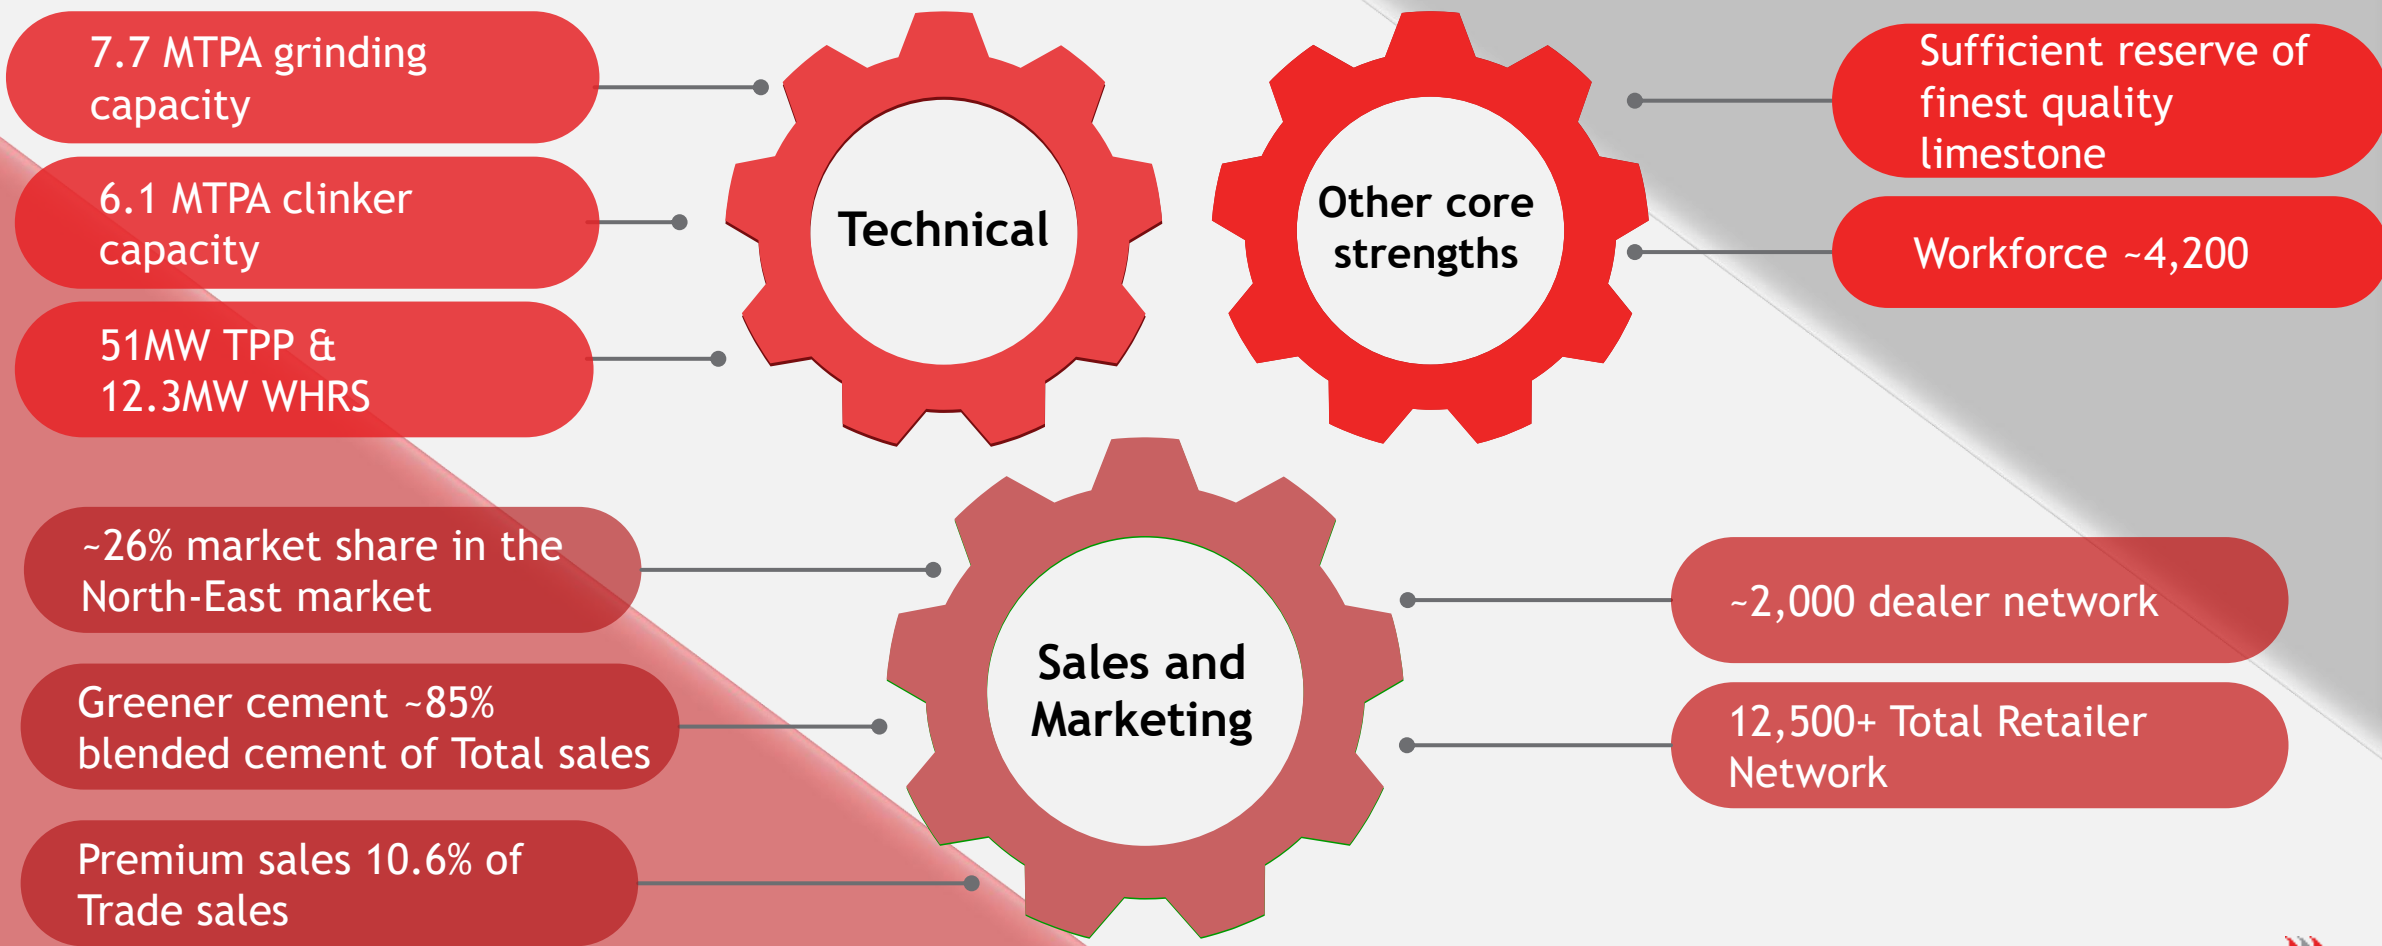 7.7 MTPA grinding
capacity
6.1 MTPA clinker
capacity
51MW TPP &
12.3MW WHRS
Technical
Other core
strengths
Sufficient reserve of
finest quality
limestone
Workforce ~4,200
~26% market share in the
North-East market
Greener cement ~85%
blended cement of Total sales
Premium sales 10.6% of
Trade sales
Sales and
Marketing
~2,000 dealer network
12,500+ Total Retailer
Network